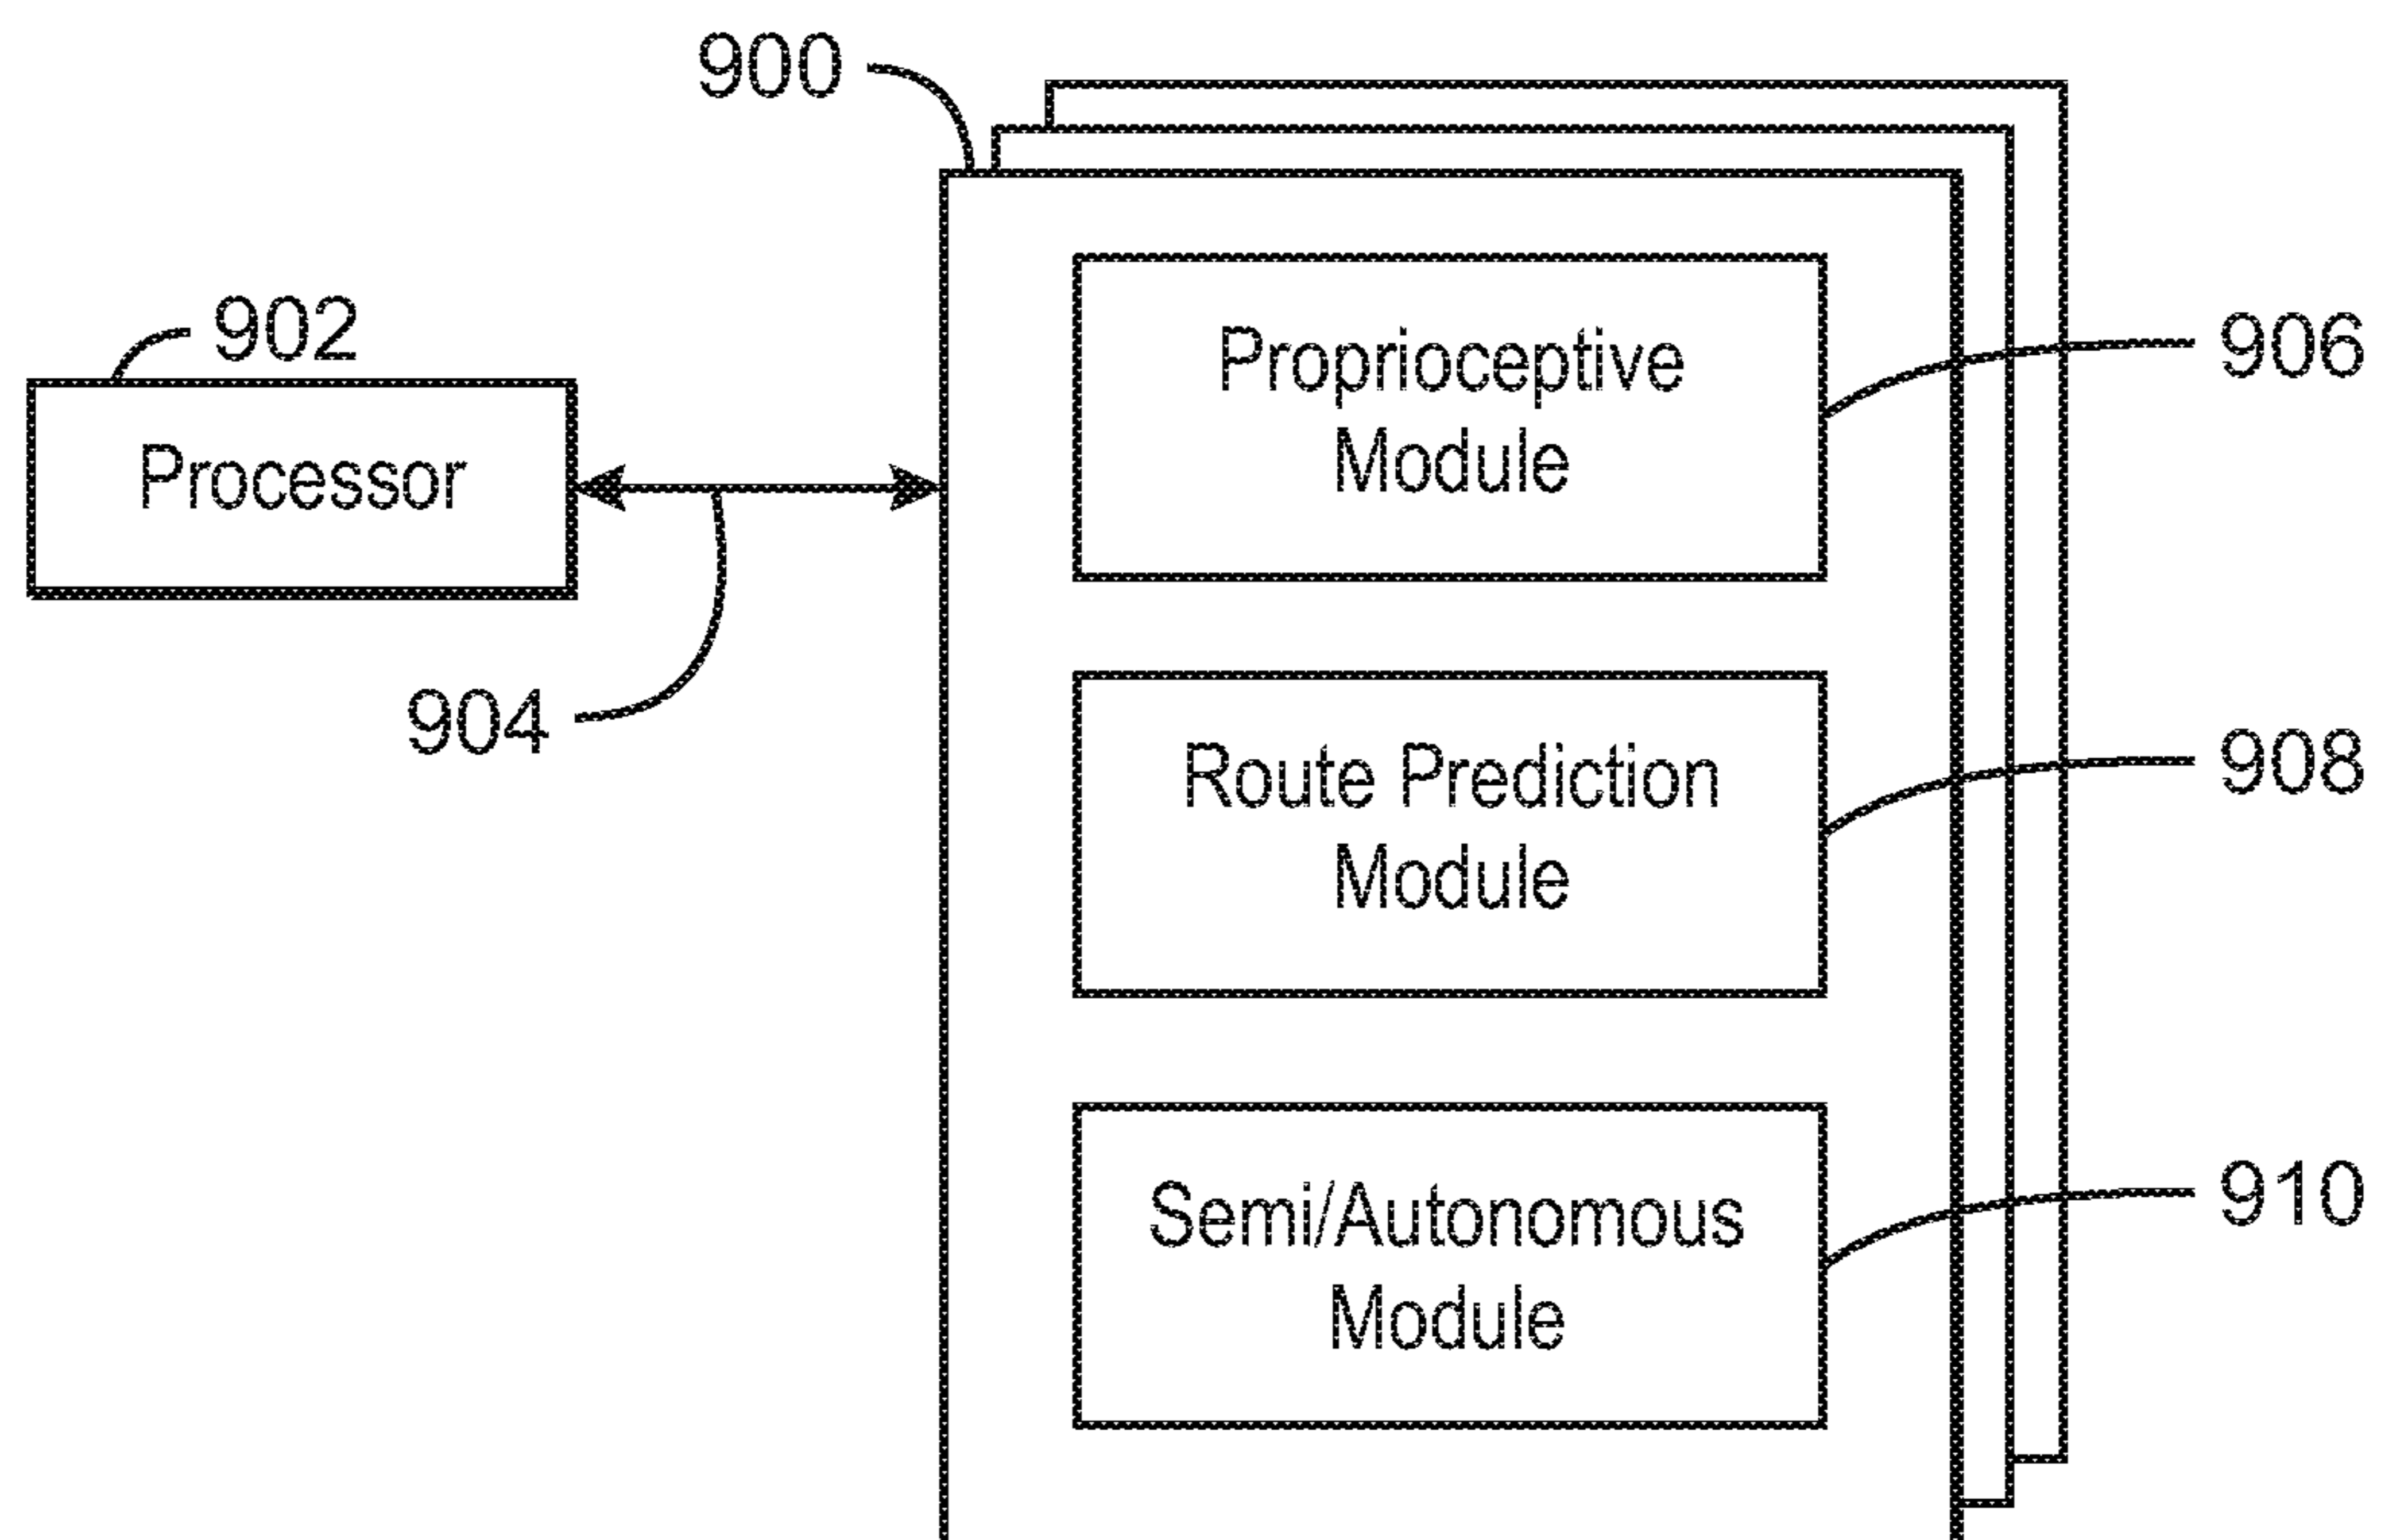 900
902
Processor
904
Proprioceptive
Module
906
Route Prediction
Module
908
Semi/Autonomous
Module
910